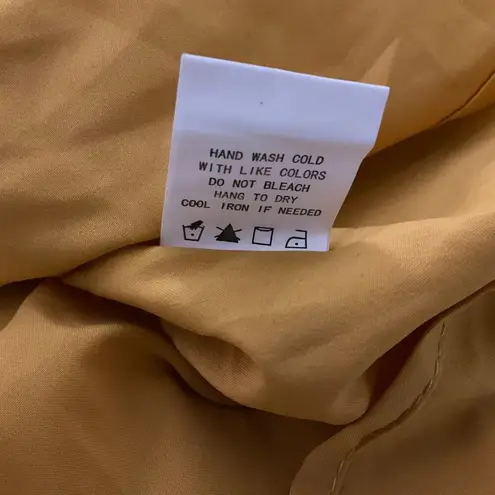 HAND WASH COLD
WITH LIKE COLORS
DO NOT BLEACH
HANG TO DRY
COOL IRON IF NEEDED